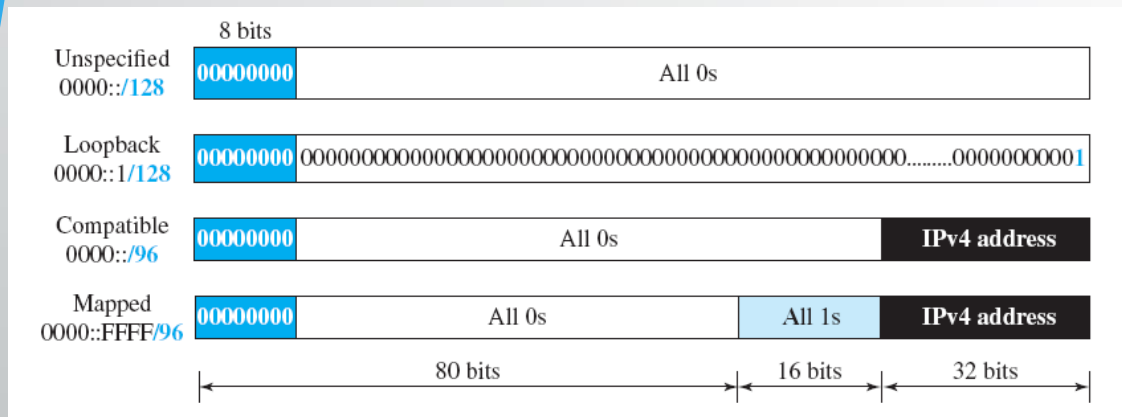 8 bits
Unspecified
0000::/128
00000000 All 0s
Loopback
0000::1/128
00000000 000000000000000000000000000000000000000000000000.........00000000001
Compatible
0000::/96
00000000 All 0s IPv4 address
Mapped
0000::FFFF/96
00000000 All 0s All 1s IPv4 address
80 bits 16 bits 32 bits